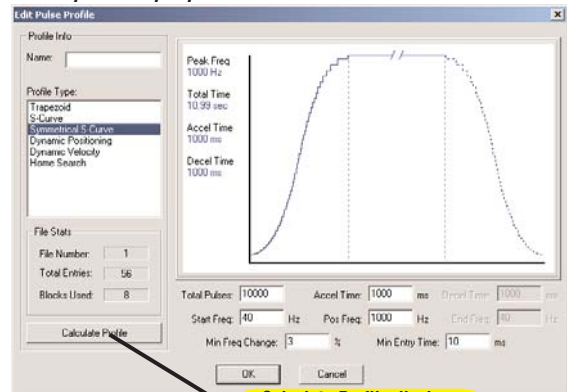 Edit Pulse Profile
Profile Info
Name:
Profile Type:
Trapezoid
S-Curve
Symmetrical S-Curve
Dynamic Positioning
Dynamic Velocity
Home Search
File Stats
File Number: 1
Total Entries: 56
Blocks Used: 8
Calculate Profile
Peak Freq
1000 Hz
Total Time
10.99 sec
Accel Time
1000 ms
Decel Time
1000 ms
Total Pulses: 10000 Accel Time: 1000 ms Decel Time: 1000 ms
Start Freq: 40 Hz Pos Freq: 1000 Hz End Freq: 40 Hz
Min Freq Change: 3 % Min Entry Time: 10 ms
OK Cancel